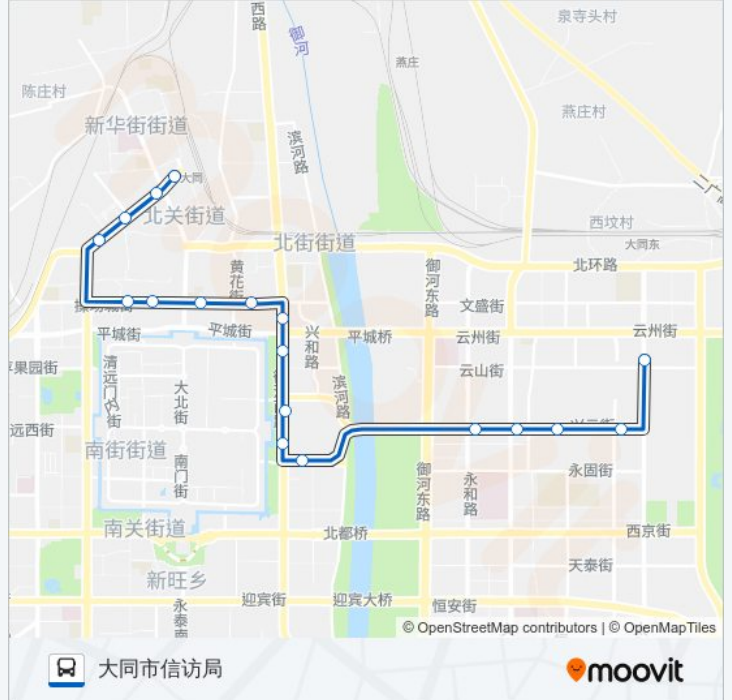 西路
御河
泉寺头村
燕庄
陈庄村
燕庄村
新华街街道
滨河路
大同
二广
北关街道
西坟村
北街街道
大同东
北环路
黄花街
御河东路
文盛街
平城街
平城街
兴和路
平城桥
云州街
云州街
苹果园街
清远门
街
大北街
云山街
滨河路
远西街
南街街道
南门街
御河东路
永和路
永固街
南关街道
北都桥
西京街
新旺乡
天泰街
永泰南
迎宾街
迎宾大桥
恒安街
© OpenStreetMap contributors | © OpenMapTiles
大同市信访局
moovit